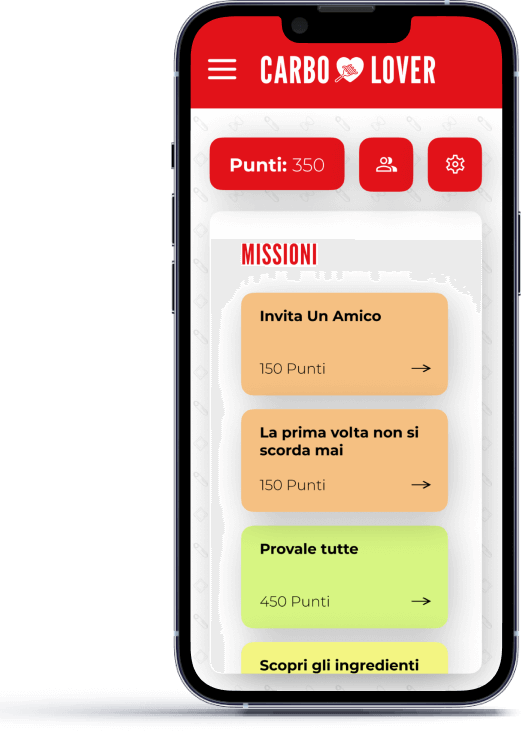 CARBO LOVER
Punti: 350
MISSIONI
Invita Un Amico
150 Punti
La prima volta non si
scorda mai
150 Punti
Provale tutte
450 Punti
Scopri gli ingredienti